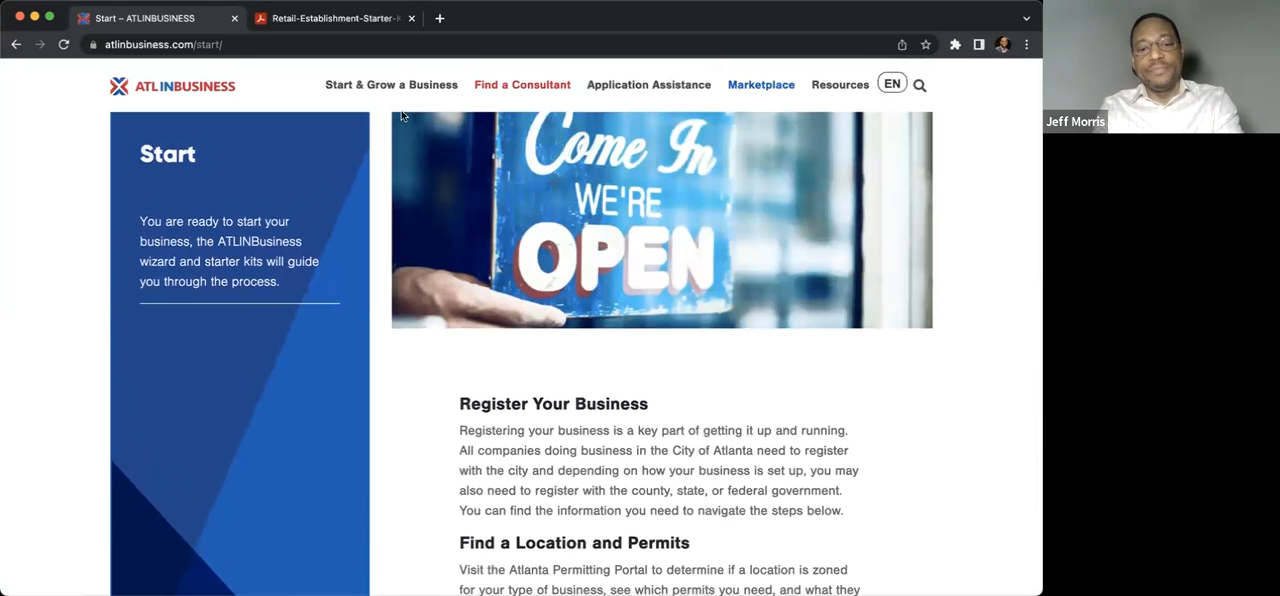 Start – ATLINBUSINESS
Retail-Establishment-Starter-K
atlinbusiness.com/start/
ATLINBUSINESS
Start & Grow a Business
Find a Consultant
Application Assistance
Marketplace
Resources
EN
Start
You are ready to start your
business, the ATLINBusiness
wizard and starter kits will guide
you through the process.
Come In
WE'RE
OPEN
Register Your Business
Registering your business is a key part of getting it up and running.
All companies doing business in the City of Atlanta need to register
with the city and depending on how your business is set up, you may
also need to register with the county, state, or federal government.
You can find the information you need to navigate the steps below.
Find a Location and Permits
Visit the Atlanta Permitting Portal to determine if a location is zoned
for your type of business, see which permits you need, and what they
Jeff Morris